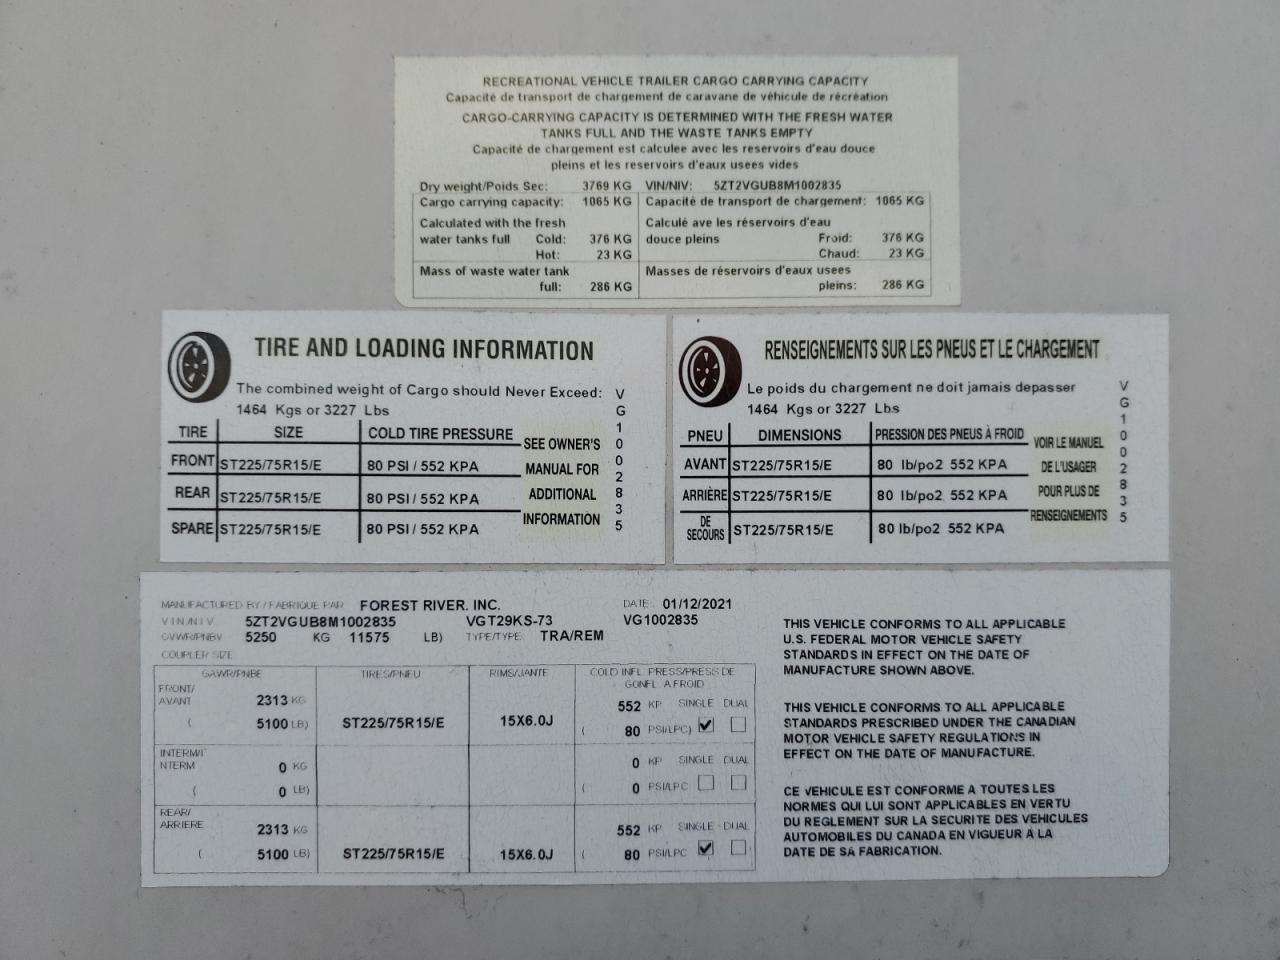 RECREATIONAL VEHICLE TRAILER CARGO CARRYING CAPACITY
Capacité de transport de chargement de caravane de véhicule de récréation
CARGO-CARRYING CAPACITY IS DETERMINED WITH THE FRESH WATER
TANKS FULL AND THE WASTE TANKS EMPTY
Capacité de chargement est calculee avec les reservoirs d'eau douce
pleins et les reservoirs d'eaux usees vides
Dry weight/Poids Sec: 3769 KG VIN/NIV: 5ZT2VGUB8M1002835
Cargo carrying capacity: 1065 KG Capacité de transport de chargement: 1065 KG
Calculated with the fresh Calculé ave les réservoirs d'eau
water tanks full Cold: 376 KG douce pleins Froid: 376 KG
Hot: 23 KG Chaud: 23 KG
Mass of waste water tank Masses de réservoirs d'eaux usees
full: 286 KG pleins: 286 KG
TIRE AND LOADING INFORMATION
The combined weight of Cargo should Never Exceed:
1464 Kgs or 3227 Lbs
TIRE SIZE COLD TIRE PRESSURE
FRONT ST225/75R15/E 80 PSI / 552 KPA
REAR ST225/75R15/E 80 PSI / 552 KPA
SPARE ST225/75R15/E 80 PSI / 552 KPA
SEE OWNER'S
MANUAL FOR
ADDITIONAL
INFORMATION
VG1002835
RENSEIGNEMENTS SUR LES PNEUS ET LE CHARGEMENT
Le poids du chargement ne doit jamais depasser
1464 Kgs or 3227 Lbs
PNEU DIMENSIONS PRESSION DES PNEUS À FROID
AVANT ST225/75R15/E 80 lb/po2 552 KPA
ARRIÈRE ST225/75R15/E 80 lb/po2 552 KPA
DE SECOURS ST225/75R15/E 80 lb/po2 552 KPA
VOIR LE MANUEL
DE L'USAGER
POUR PLUS DE
RENSEIGNEMENTS
VG1002835
MANUFACTURED BY / FABRIQUE PAR FOREST RIVER. INC. DATE: 01/12/2021
VIN/NIV 5ZT2VGUB8M1002835 VGT29KS-73 VG1002835
GVWR/PNBV 5250 KG 11575 LB) TYPE/TYPE: TRA/REM
COUPLER SIZE
GAWR/PNBE TIRES/PNEU RIMS/JANTE COLD INFL. PRESS/PRESS DE
GONFL. A FROID
FRONT/
AVANT 2313 KG 552 KP SINGLE DUAL
( 5100 LB) ST225/75R15/E 15X6.0J ( 80 PSI/LPC)
INTERM/I
NTERM 0 KG 0 KP SINGLE DUAL
( 0 LB) ( 0 PSI/LPC
REAR/
ARRIERE 2313 KG 552 KP SINGLE DUAL
( 5100 LB) ST225/75R15/E 15X6.0J ( 80 PSI/LPC
THIS VEHICLE CONFORMS TO ALL APPLICABLE
U.S. FEDERAL MOTOR VEHICLE SAFETY
STANDARDS IN EFFECT ON THE DATE OF
MANUFACTURE SHOWN ABOVE.
THIS VEHICLE CONFORMS TO ALL APPLICABLE
STANDARDS PRESCRIBED UNDER THE CANADIAN
MOTOR VEHICLE SAFETY REGULATIONS IN
EFFECT ON THE DATE OF MANUFACTURE.
CE VEHICULE EST CONFORME A TOUTES LES
NORMES QUI LUI SONT APPLICABLES EN VERTU
DU REGLEMENT SUR LA SECURITE DES VEHICULES
AUTOMOBILES DU CANADA EN VIGUEUR A LA
DATE DE SA FABRICATION.